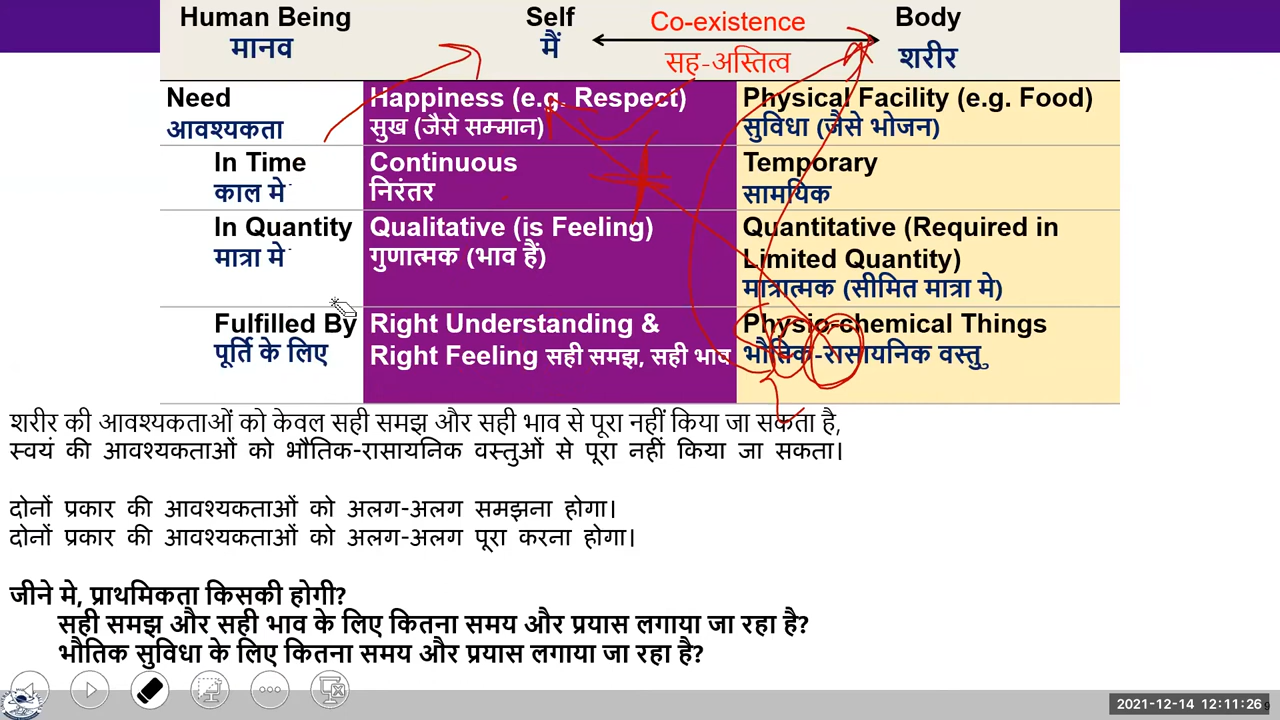 Human Being Self Co-existence Body
मानव मैं सह-अस्तित्व शरीर
Need Happiness (e.g. Respect) Physical Facility (e.g. Food)
आवश्यकता सुख (जैसे सम्मान) सुविधा (जैसे भोजन)
In Time Continuous Temporary
काल मे निरंतर सामयिक
In Quantity Qualitative (is Feeling) Quantitative (Required in
मात्रा मे गुणात्मक (भाव हैं) Limited Quantity)
मात्रात्मक (सीमित मात्रा मे)
Fulfilled By Right Understanding & Physio-chemical Things
पूर्ति के लिए Right Feeling सही समझ, सही भाव भौतिक-रासायनिक वस्तु
शरीर की आवश्यकताओं को केवल सही समझ और सही भाव से पूरा नहीं किया जा सकता है,
स्वयं की आवश्यकताओं को भौतिक-रासायनिक वस्तुओं से पूरा नहीं किया जा सकता।
दोनों प्रकार की आवश्यकताओं को अलग-अलग समझना होगा।
दोनों प्रकार की आवश्यकताओं को अलग-अलग पूरा करना होगा।
जीने मे, प्राथमिकता किसकी होगी?
सही समझ और सही भाव के लिए कितना समय और प्रयास लगाया जा रहा है?
भौतिक सुविधा के लिए कितना समय और प्रयास लगाया जा रहा है?
2021-12-14 12:11:26